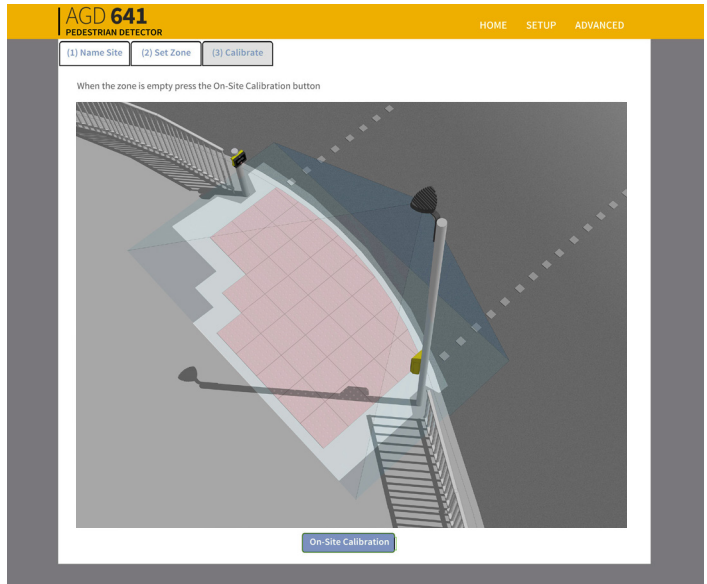 AGD 641
PEDESTRIAN DETECTOR
HOME SETUP ADVANCED
(1) Name Site (2) Set Zone (3) Calibrate
When the zone is empty press the On-Site Calibration button
On-Site Calibration